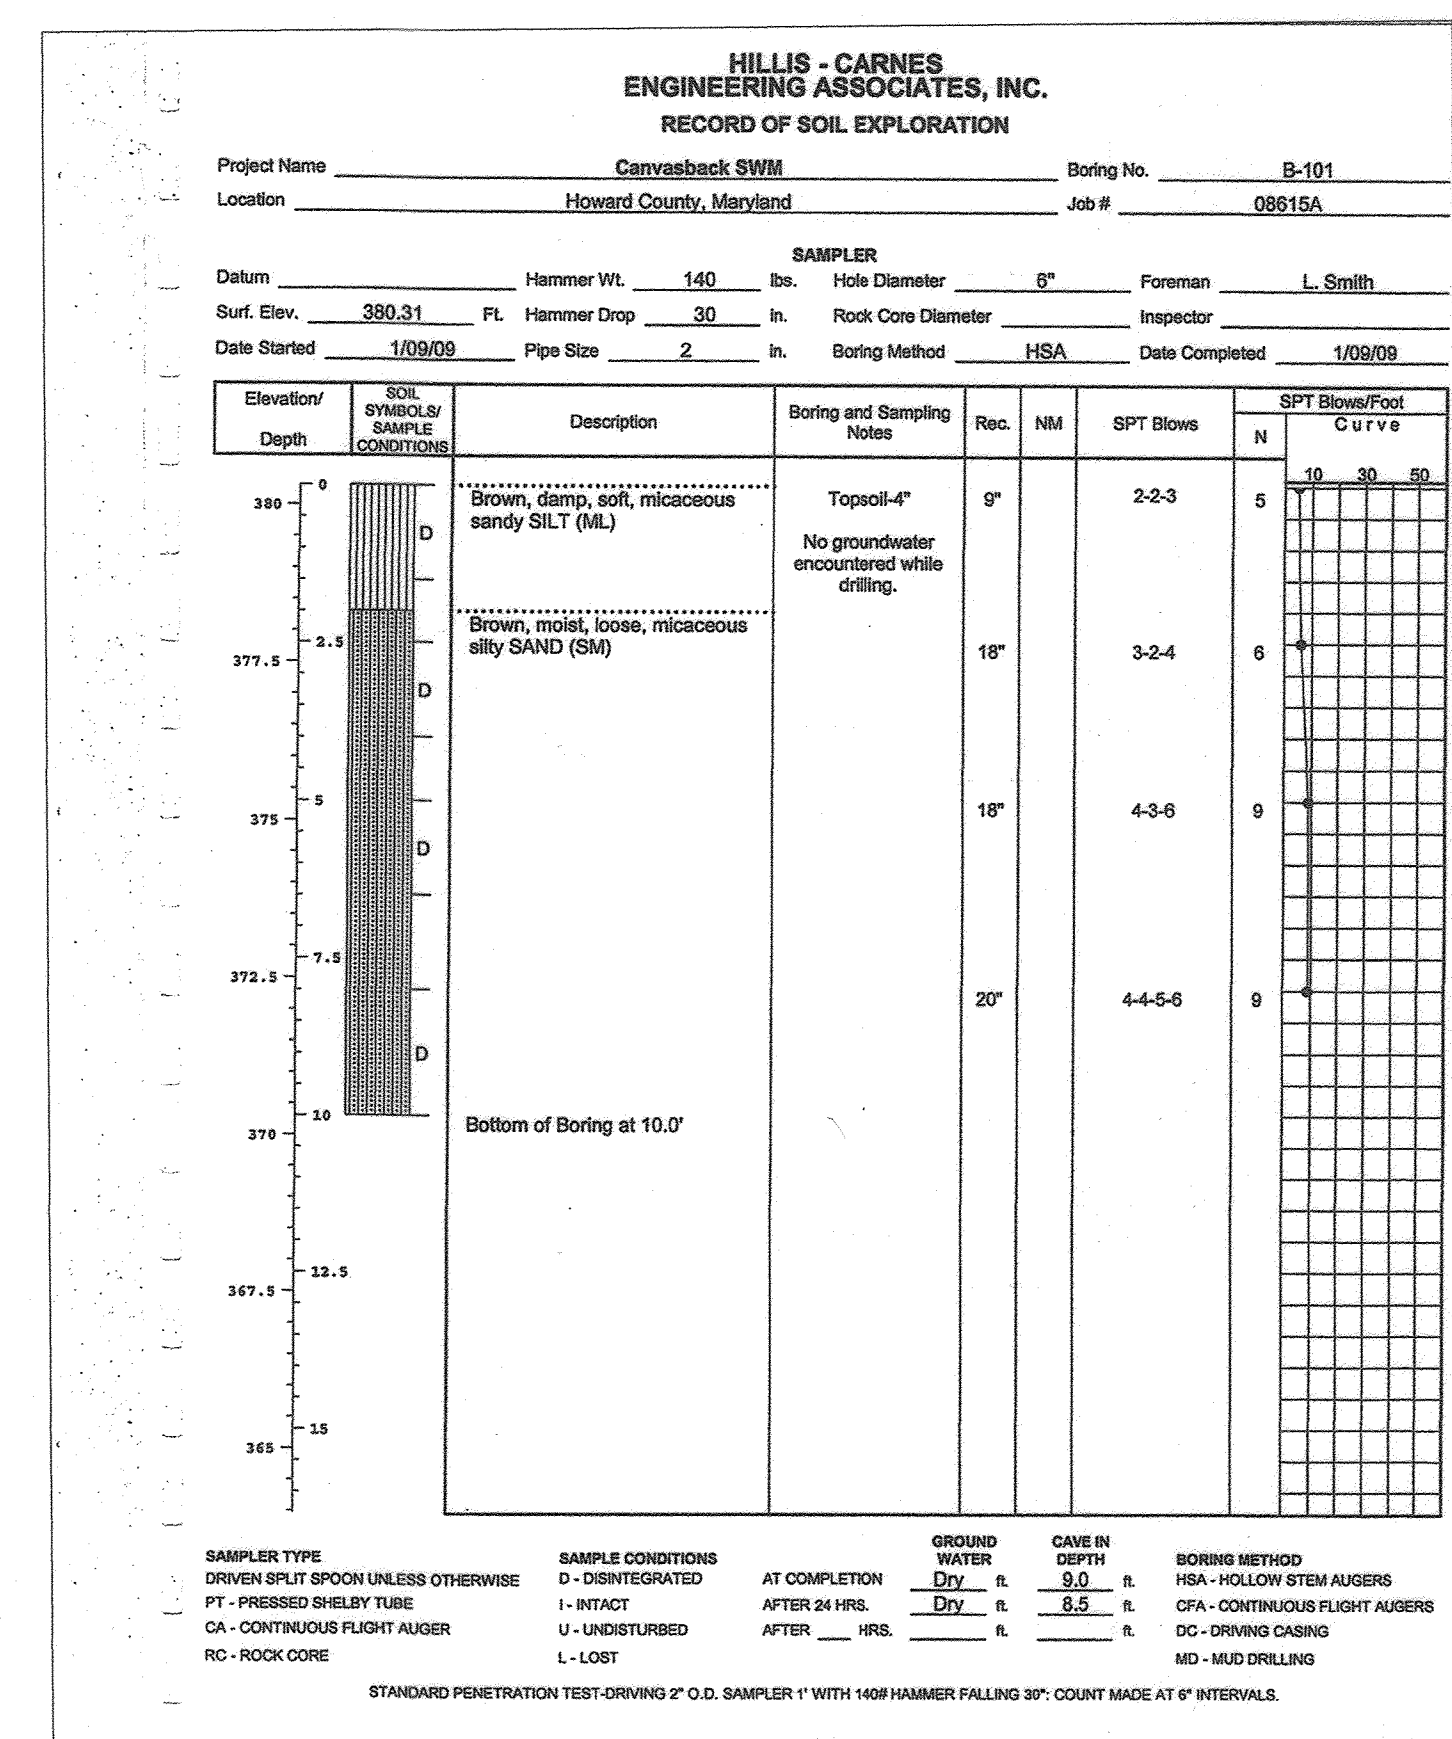 HILLIS - CARNES
ENGINEERING ASSOCIATES, INC.
RECORD OF SOIL EXPLORATION
Project Name Canvasback SWM Boring No. B-101
Location Howard County, Maryland Job # 08615A
SAMPLER
Datum Hammer Wt. 140 lbs. Hole Diameter 6" Foreman L. Smith
Surf. Elev. 380.31 Ft. Hammer Drop 30 in. Rock Core Diameter Inspector
Date Started 1/09/09 Pipe Size 2 in. Boring Method HSA Date Completed 1/09/09
Elevation/
Depth
SOIL
SYMBOLS/
SAMPLE
CONDITIONS
Description
Boring and Sampling
Notes
Rec.
NM
SPT Blows
SPT Blows/Foot
N
Curve
10 30 50
0
380
Brown, damp, soft, micaceous
sandy SILT (ML)
Topsoil-4"
9"
2-2-3
5
D
No groundwater
encountered while
drilling.
Brown, moist, loose, micaceous
silty SAND (SM)
2.5
377.5
18"
3-2-4
6
D
5
375
18"
4-3-6
9
D
7.5
372.5
20"
4-4-5-6
9
D
10
370
Bottom of Boring at 10.0'
12.5
367.5
15
365
SAMPLER TYPE
DRIVEN SPLIT SPOON UNLESS OTHERWISE
PT - PRESSED SHELBY TUBE
CA - CONTINUOUS FLIGHT AUGER
RC - ROCK CORE
SAMPLE CONDITIONS
D - DISINTEGRATED
I - INTACT
U - UNDISTURBED
L - LOST
GROUND
WATER
CAVE IN
DEPTH
AT COMPLETION Dry ft. 9.0 ft.
AFTER 24 HRS. Dry ft. 8.5 ft.
AFTER ___ HRS. ft. ft.
BORING METHOD
HSA - HOLLOW STEM AUGERS
CFA - CONTINUOUS FLIGHT AUGERS
DC - DRIVING CASING
MD - MUD DRILLING
STANDARD PENETRATION TEST-DRIVING 2" O.D. SAMPLER 1' WITH 140# HAMMER FALLING 30": COUNT MADE AT 6" INTERVALS.